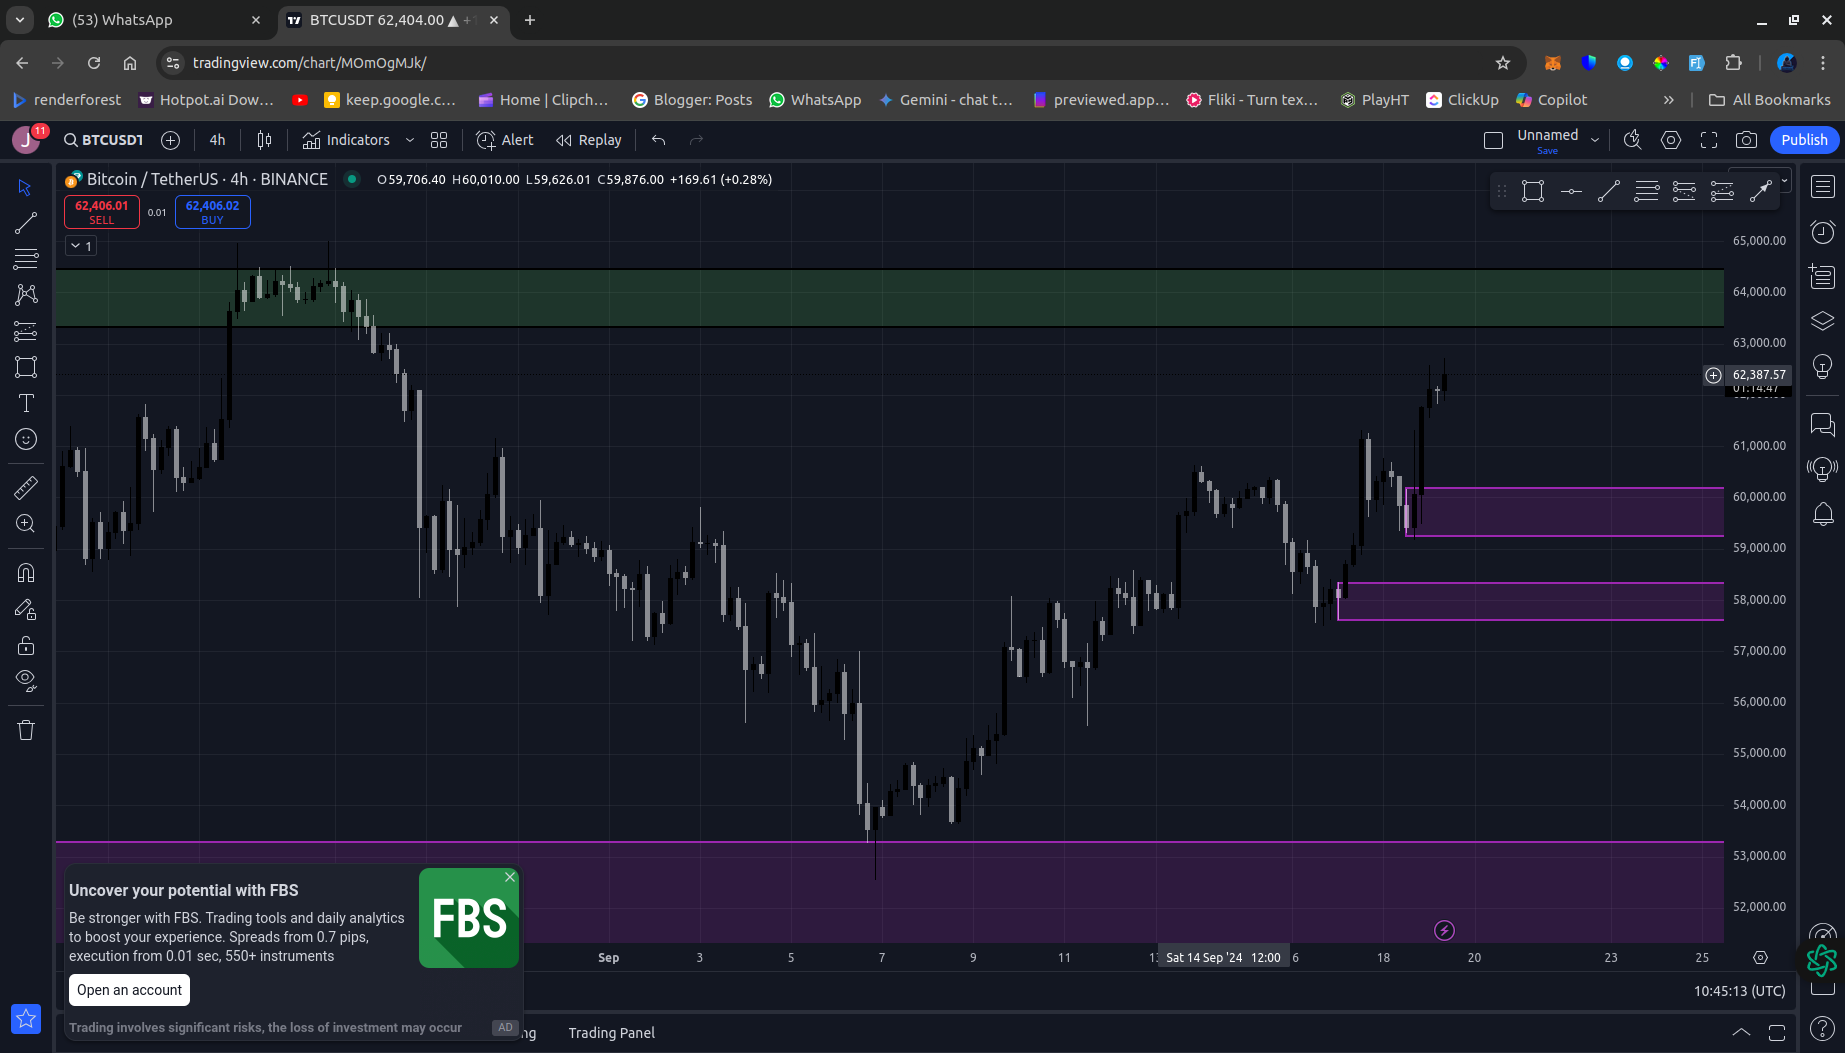 (53) WhatsApp
BTCUSDT 62,404.00 ▲ +
tradingview.com/chart/MOmOgMJk/
renderforest
Hotpot.ai Dow...
keep.google.c...
Home | Clipch...
Blogger: Posts
WhatsApp
Gemini - chat t...
previewed.app...
Fliki - Turn tex...
PlayHT
ClickUp
Copilot
All Bookmarks
J
11
BTCUSDT
4h
Indicators
Alert
Replay
Unnamed
Save
Publish
Bitcoin / TetherUS · 4h · BINANCE
O59,706.40 H60,010.00 L59,626.01 C59,876.00 +169.61 (+0.28%)
62,406.01
SELL
0.01
62,406.02
BUY
1
65,000.00
64,000.00
63,000.00
62,387.57
01:14:47
61,000.00
60,000.00
59,000.00
58,000.00
57,000.00
56,000.00
55,000.00
54,000.00
53,000.00
52,000.00
Uncover your potential with FBS
Be stronger with FBS. Trading tools and daily analytics
to boost your experience. Spreads from 0.7 pips,
execution from 0.01 sec, 550+ instruments
FBS
Open an account
Trading involves significant risks, the loss of investment may occur
AD
Sep
3
5
7
9
11
Sat 14 Sep '24 12:00
18
20
23
25
10:45:13 (UTC)
Trading Panel